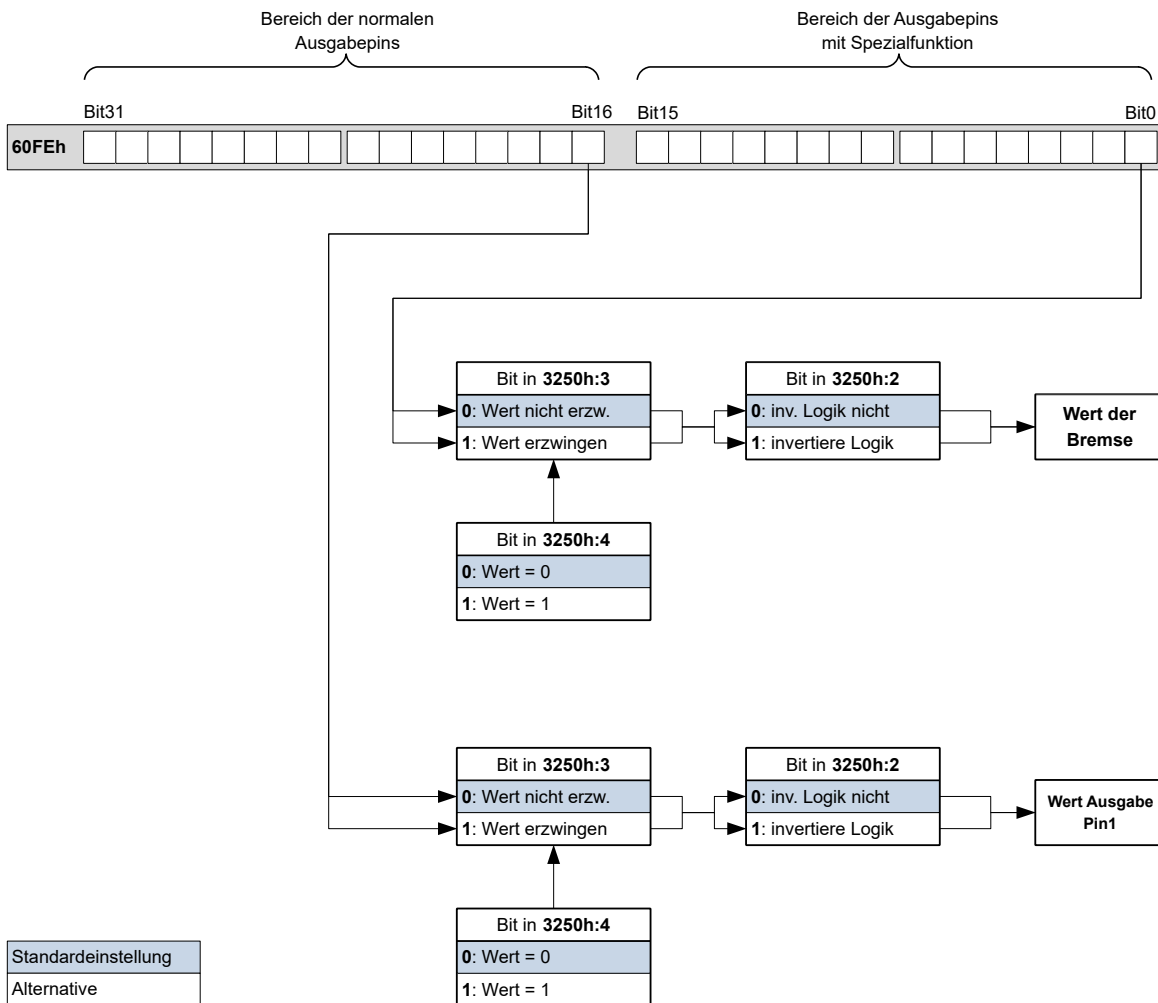 Bereich der normalen
Ausgabepins
Bereich der Ausgabepins
mit Spezialfunktion
Bit31
Bit16
Bit15
Bit0
60FEh
Bit in 3250h:3
0: Wert nicht erzw.
1: Wert erzwingen
Bit in 3250h:2
0: inv. Logik nicht
1: invertiere Logik
Wert der
Bremse
Bit in 3250h:4
0: Wert = 0
1: Wert = 1
Bit in 3250h:3
0: Wert nicht erzw.
1: Wert erzwingen
Bit in 3250h:2
0: inv. Logik nicht
1: invertiere Logik
Wert Ausgabe
Pin1
Bit in 3250h:4
0: Wert = 0
1: Wert = 1
Standardeinstellung
Alternative